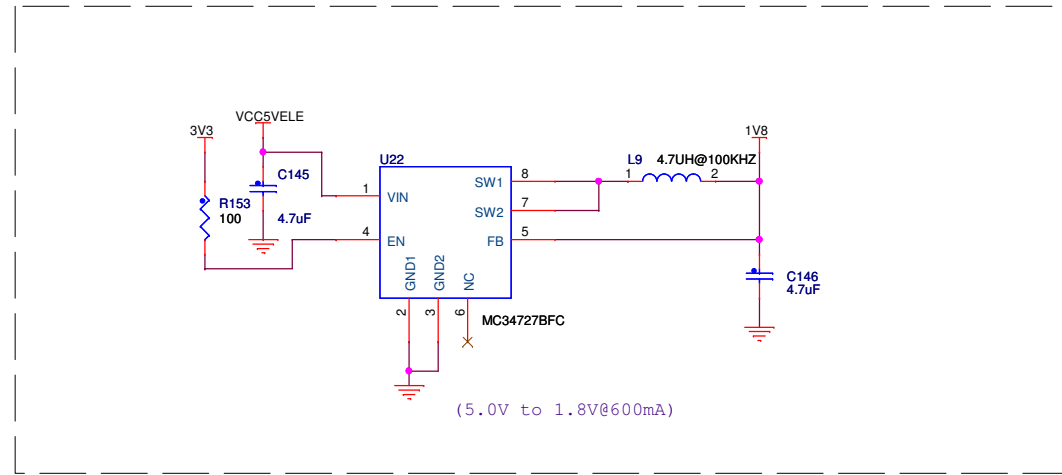 VCC5VELE
3V3
1V8
U22
L9
4.7UH@100KHZ
C145
8
1
2
SW1
1
VIN
R153
7
100
4.7uF
SW2
4
EN
5
FB
GND1
GND2
NC
C146
4.7uF
2
3
6
MC34727BFC
(5.0V to 1.8V@600mA)